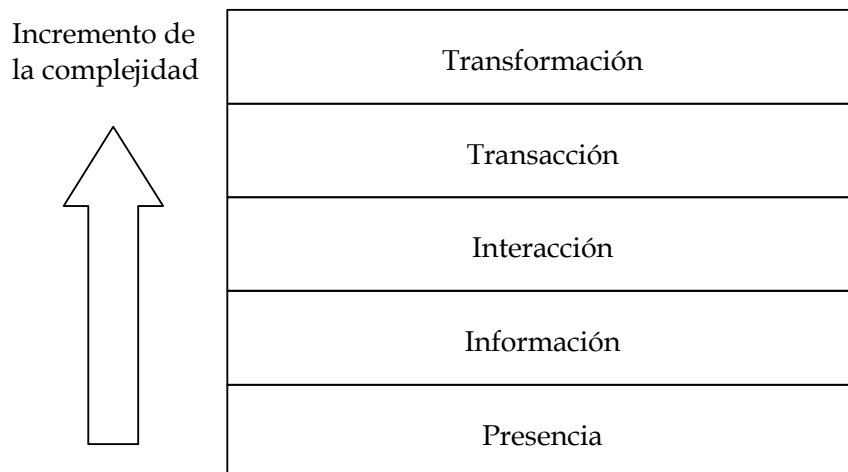 Incremento de
la complejidad
Transformación
Transacción
Interacción
Información
Presencia